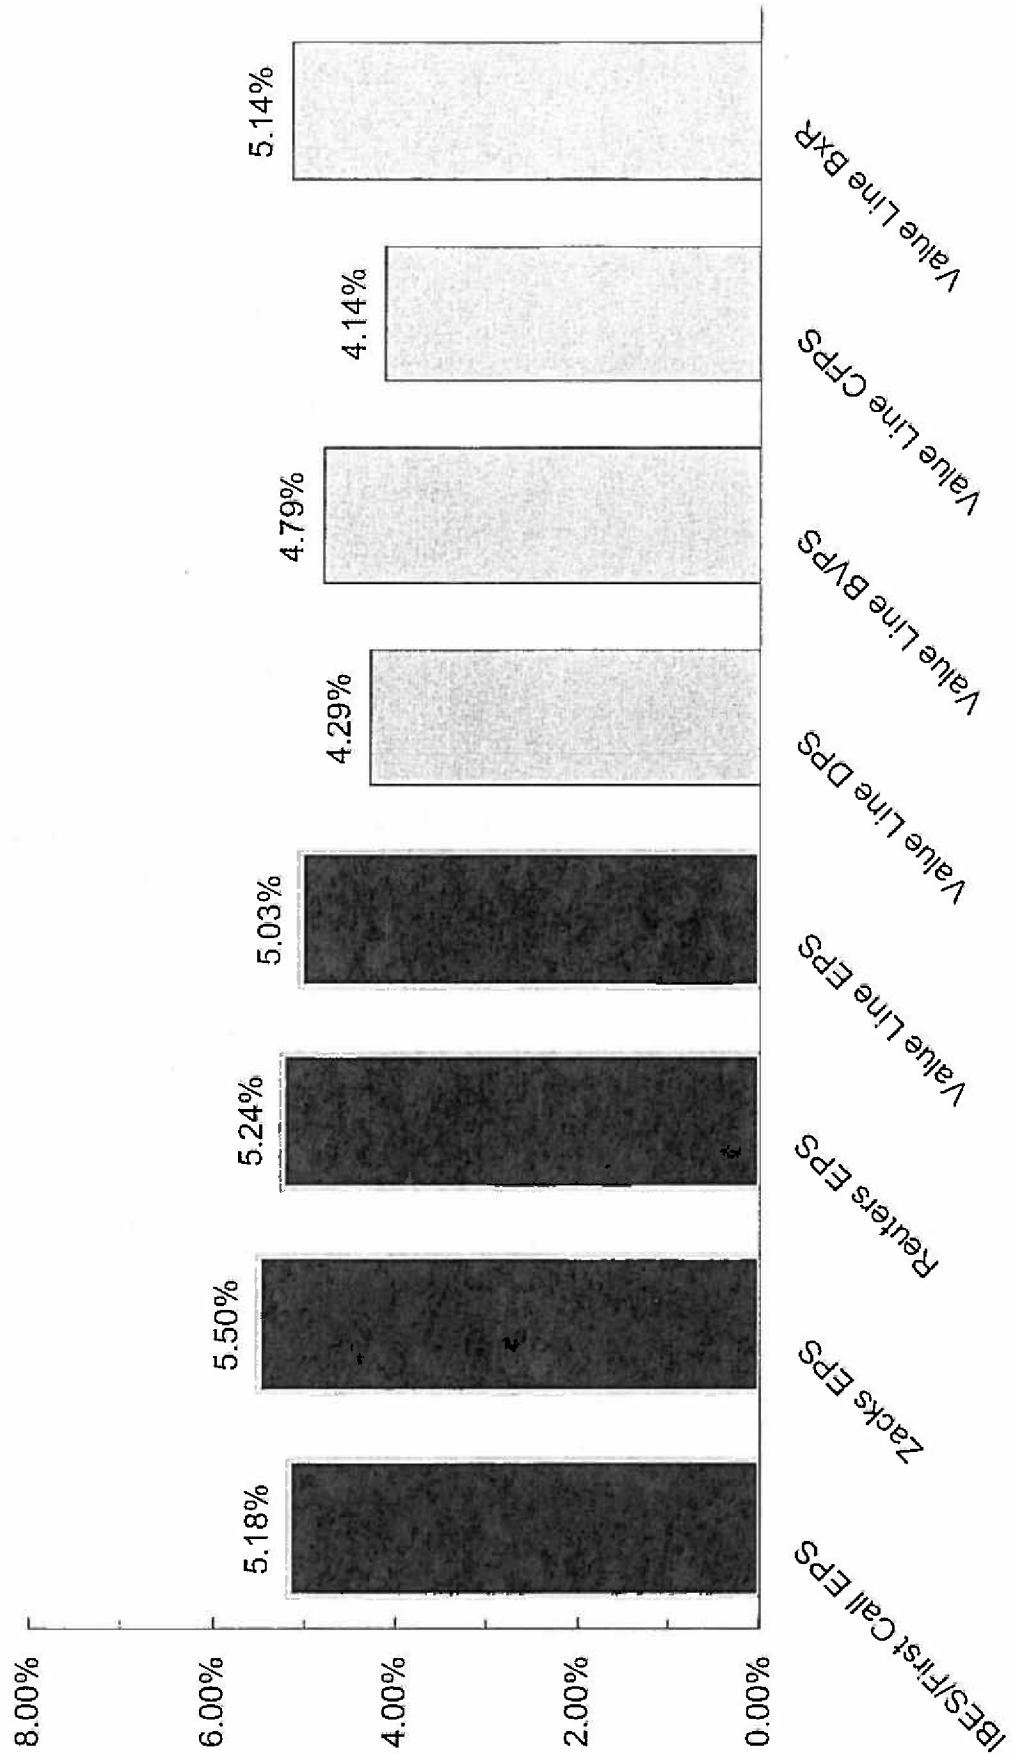 8.00%
6.00%
4.00%
2.00%
0.00%
5.18%
5.50%
5.24%
5.03%
4.29%
4.79%
4.14%
5.14%
IBES/First Call EPS
Zacks EPS
Reuters EPS
Value Line EPS
Value Line DPS
Value Line BVPS
Value Line CFPS
Value Line BxR